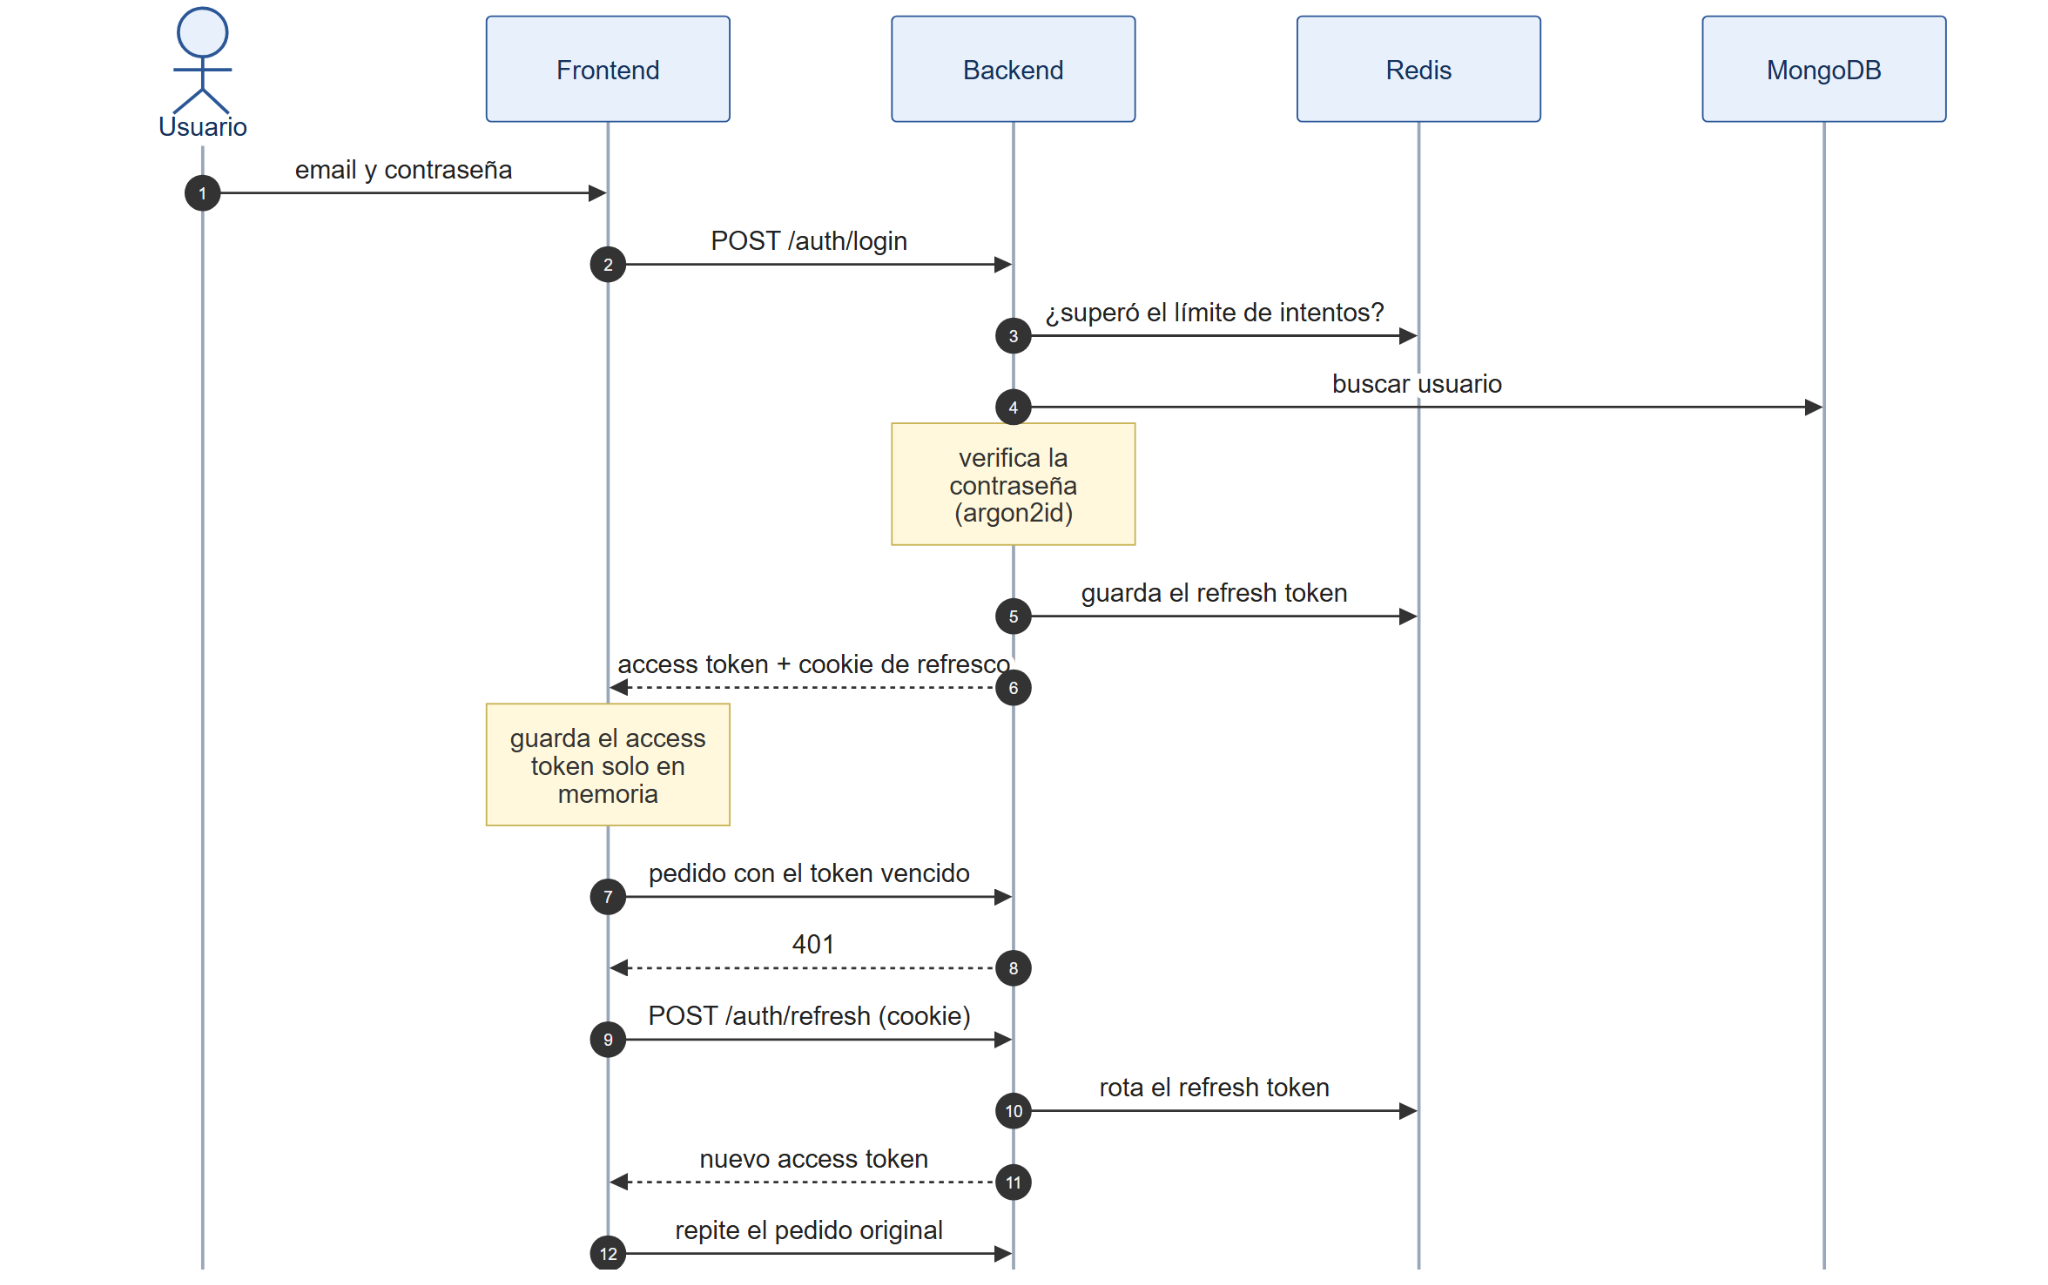 Usuario
Frontend
Backend
Redis
MongoDB
email y contraseña
1
POST /auth/login
2
¿superó el límite de intentos?
3
buscar usuario
4
verifica la
contraseña
(argon2id)
guarda el refresh token
5
access token + cookie de refresco
6
guarda el access
token solo en
memoria
pedido con el token vencido
7
401
8
POST /auth/refresh (cookie)
9
rota el refresh token
10
nuevo access token
11
repite el pedido original
12